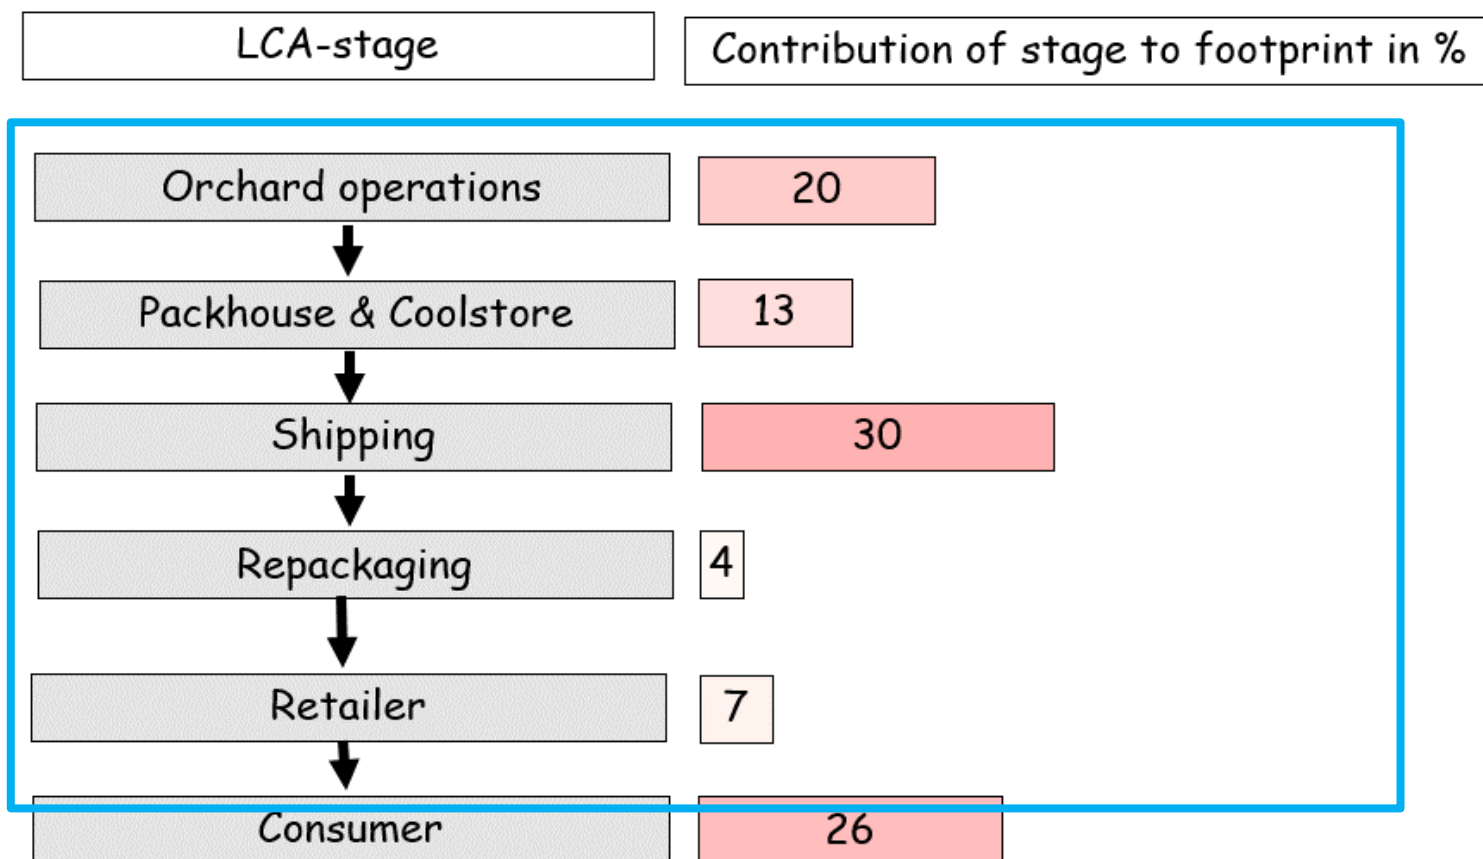 LCA-stage
Contribution of stage to footprint in %
Orchard operations
20
Packhouse & Coolstore
13
Shipping
30
Repackaging
4
Retailer
7
Consumer
26